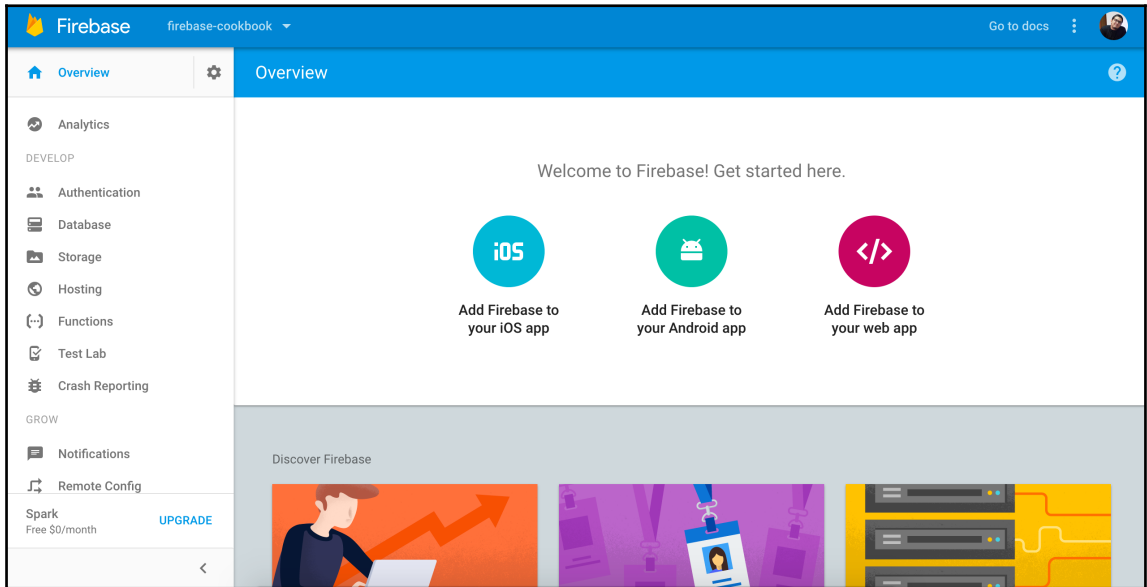 Firebase
firebase-cookbook
Go to docs
Overview
Overview
Analytics
DEVELOP
Authentication
Database
Storage
Hosting
Functions
Test Lab
Crash Reporting
GROW
Notifications
Remote Config
Spark
Free $0/month
UPGRADE
Welcome to Firebase! Get started here.
iOS
Add Firebase to
your iOS app
Add Firebase to
your Android app
</>
Add Firebase to
your web app
Discover Firebase